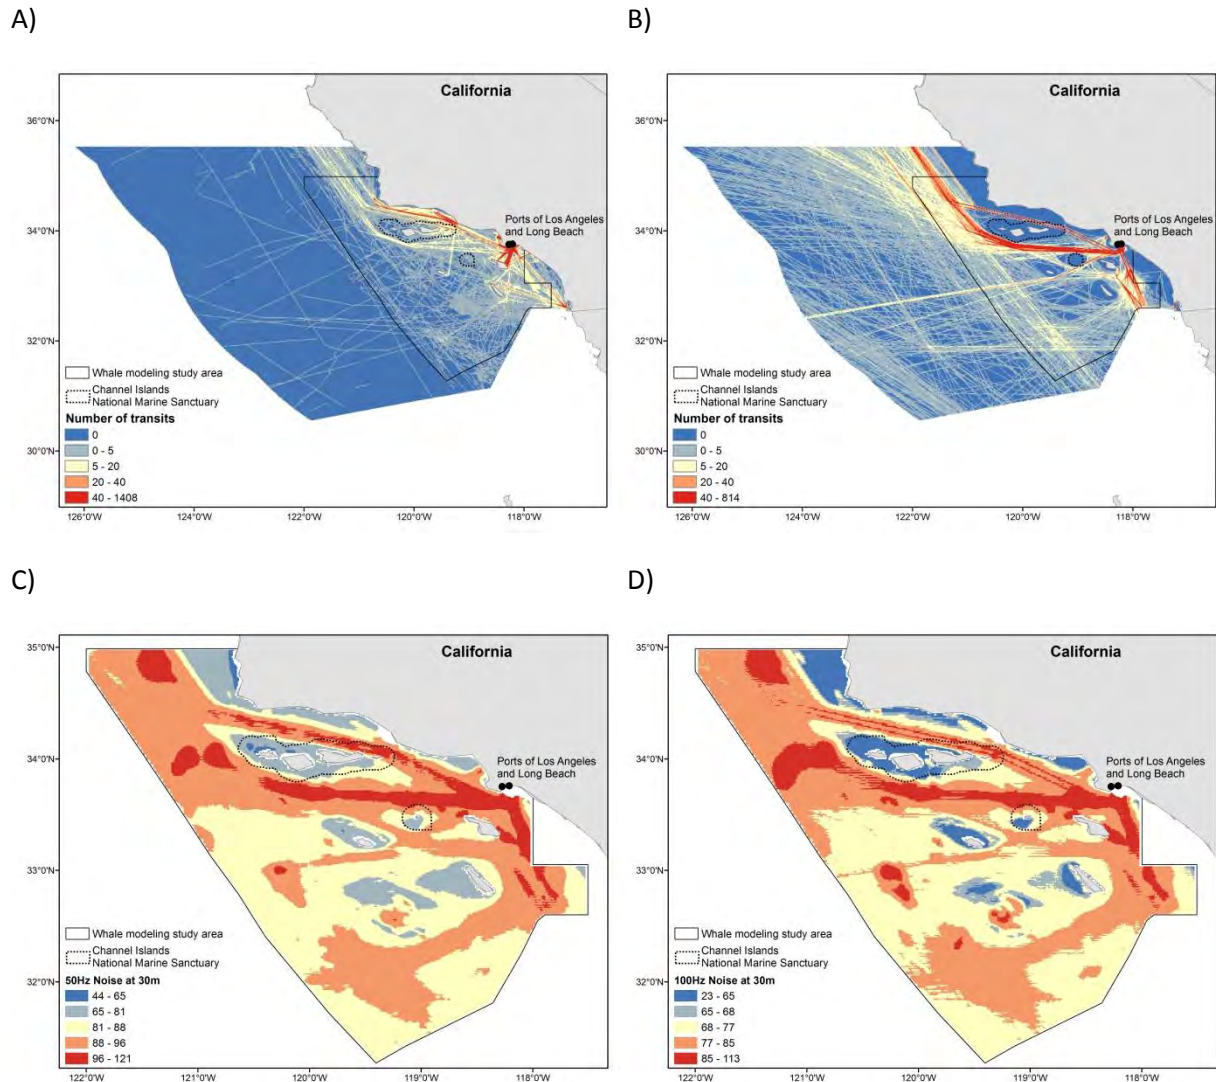 A)
California
36°0'N
Ports of Los Angeles
and Long Beach
34°0'N
32°0'N
Whale modeling study area
Channel Islands
National Marine Sanctuary
Number of transits
0
0 - 5
5 - 20
20 - 40
40 - 1408
30°0'N
126°0'W
124°0'W
122°0'W
120°0'W
118°0'W
B)
California
36°0'N
Ports of Los Angeles
and Long Beach
34°0'N
32°0'N
Whale modeling study area
Channel Islands
National Marine Sanctuary
Number of transits
0
0 - 5
5 - 20
20 - 40
40 - 814
30°0'N
126°0'W
124°0'W
122°0'W
120°0'W
118°0'W
C)
35°0'N
California
34°0'N
Ports of Los Angeles
and Long Beach
33°0'N
Whale modeling study area
Channel Islands
National Marine Sanctuary
32°0'N
50Hz Noise at 30m
44 - 65
65 - 81
81 - 88
88 - 96
96 - 121
122°0'W
121°0'W
120°0'W
119°0'W
118°0'W
D)
35°0'N
California
34°0'N
Ports of Los Angeles
and Long Beach
33°0'N
Whale modeling study area
Channel Islands
National Marine Sanctuary
32°0'N
100Hz Noise at 30m
23 - 65
65 - 68
68 - 77
77 - 85
85 - 113
122°0'W
121°0'W
120°0'W
119°0'W
118°0'W